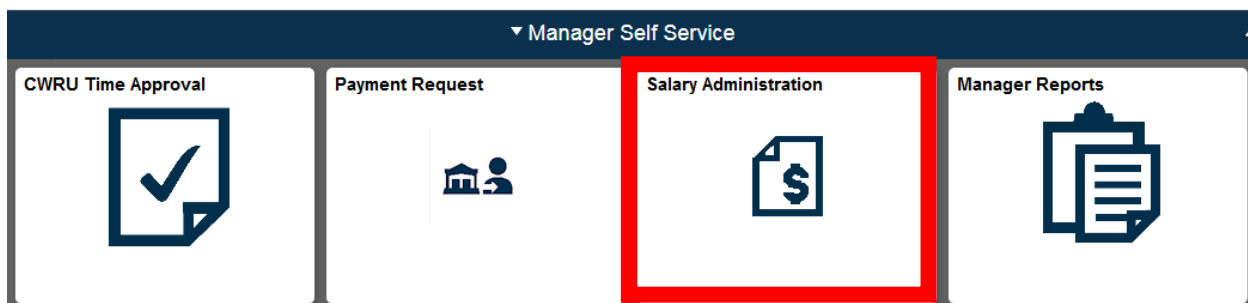 Manager Self Service
CWRU Time Approval
Payment Request
Salary Administration
Manager Reports
$